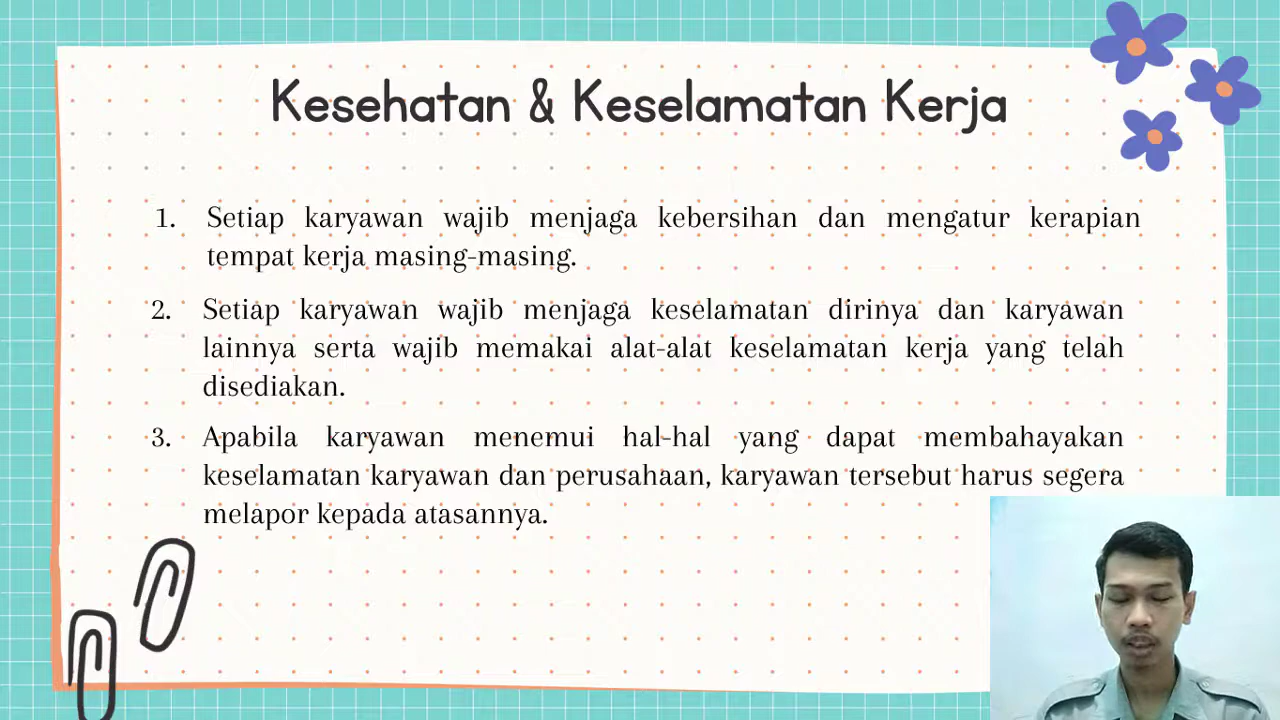 Kesehatan & Keselamatan Kerja
1. Setiap karyawan wajib menjaga kebersihan dan mengatur kerapian
tempat kerja masing-masing.
2. Setiap karyawan wajib menjaga keselamatan dirinya dan karyawan
lainnya serta wajib memakai alat-alat keselamatan kerja yang telah
disediakan.
3. Apabila karyawan menemui hal-hal yang dapat membahayakan
keselamatan karyawan dan perusahaan, karyawan tersebut harus segera
melapor kepada atasannya.